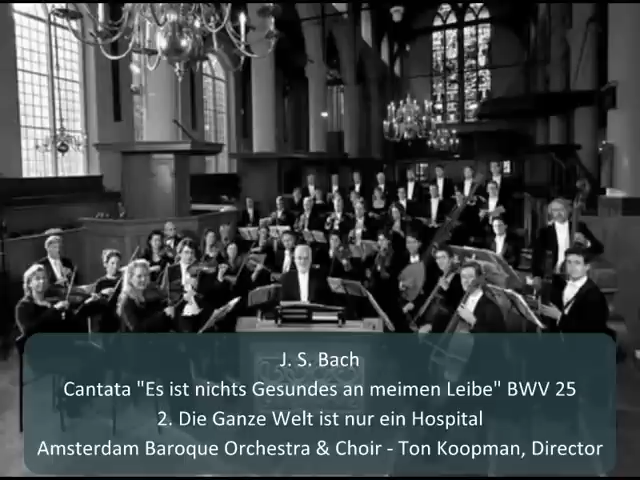 J. S. Bach
Cantata "Es ist nichts Gesundes an meimen Leibe" BWV 25
2. Die Ganze Welt ist nur ein Hospital
Amsterdam Baroque Orchestra & Choir - Ton Koopman, Director